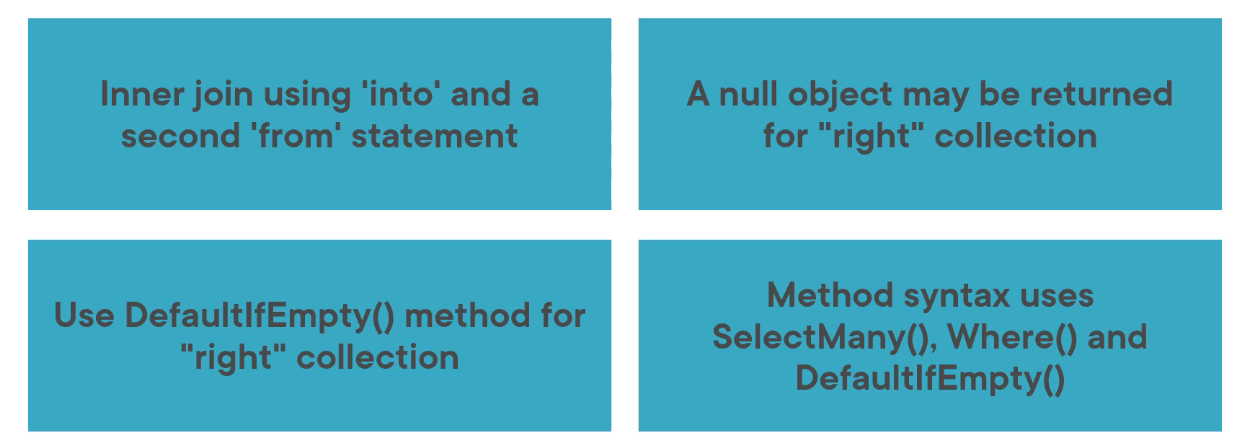 Inner join using 'into' and a
second 'from' statement
A null object may be returned
for "right" collection
Use DefaultIfEmpty() method for
"right" collection
Method syntax uses
SelectMany(), Where() and
DefaultIfEmpty()